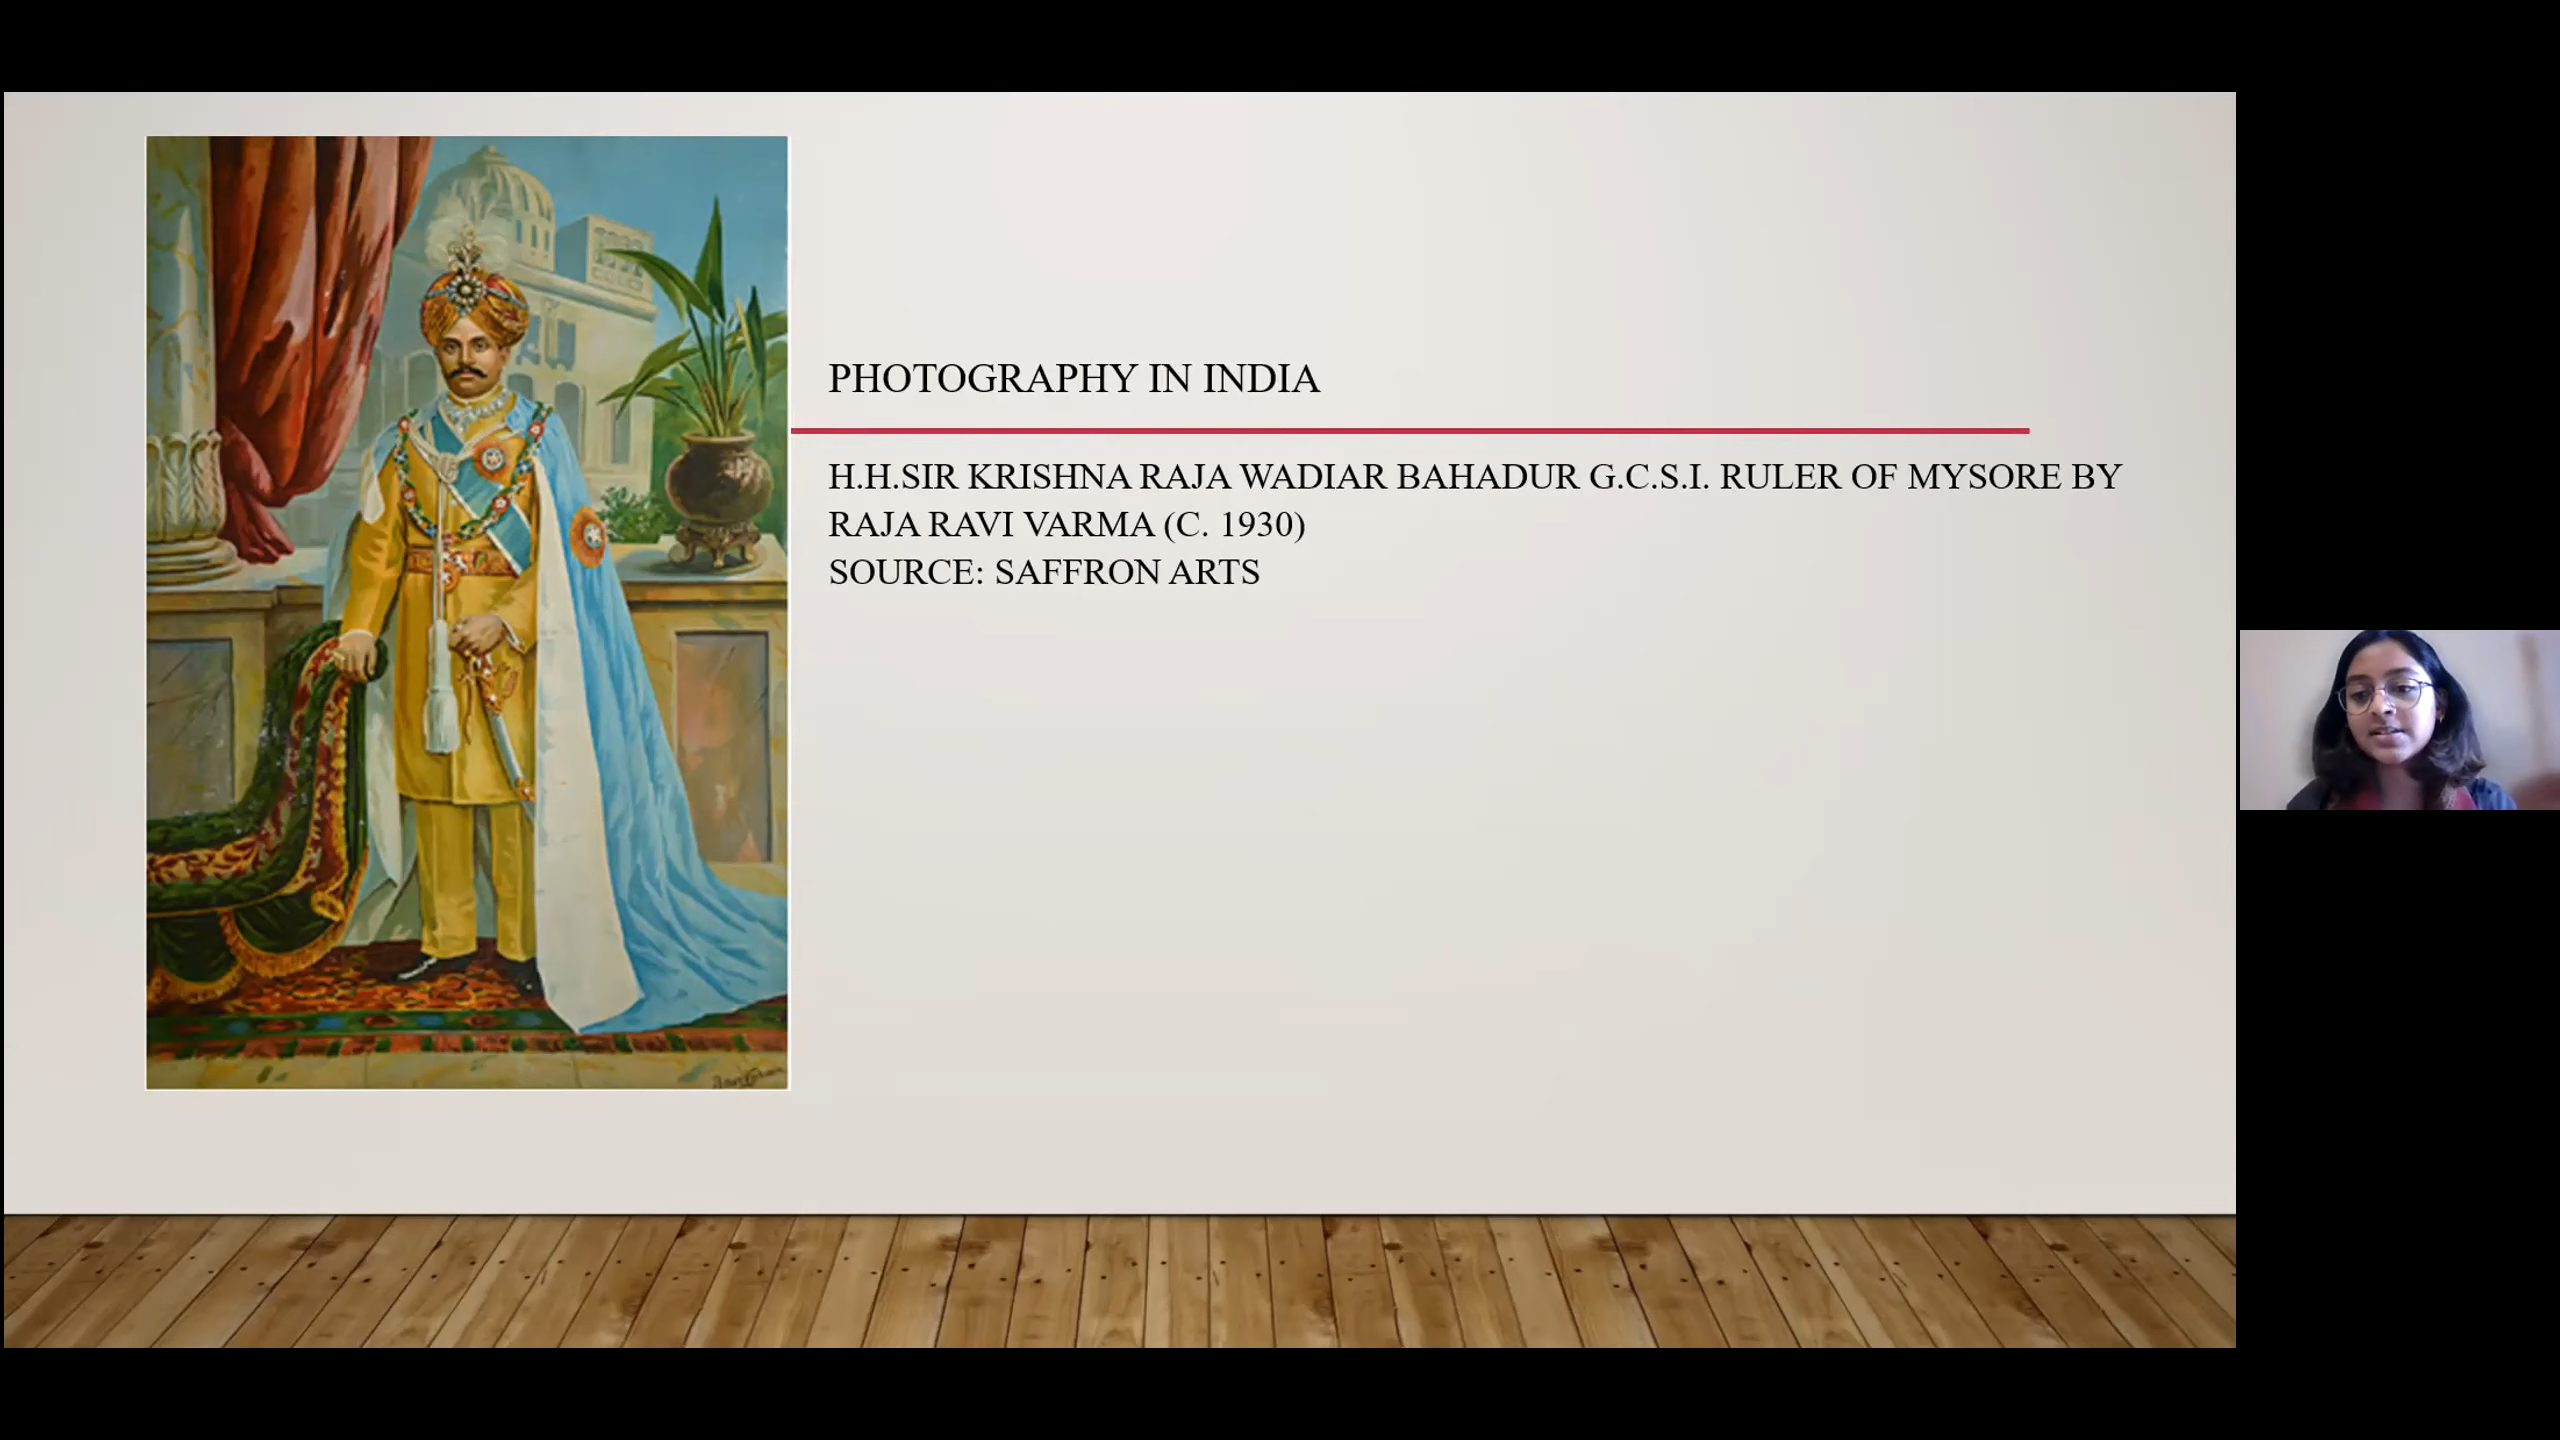 PHOTOGRAPHY IN INDIA
H.H.SIR KRISHNA RAJA WADIAR BAHADUR G.C.S.I. RULER OF MYSORE BY
RAJA RAVI VARMA (C. 1930)
SOURCE: SAFFRON ARTS